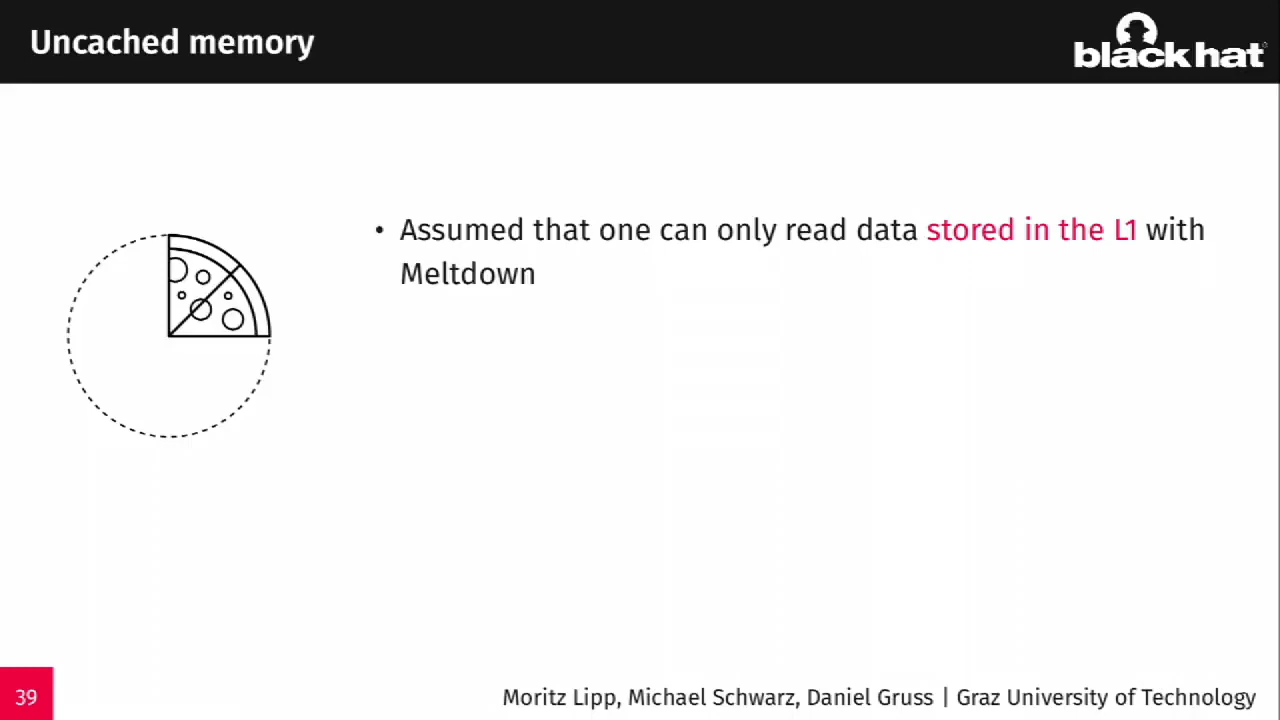 Uncached memory
black hat
• Assumed that one can only read data stored in the L1 with
Meltdown
39
Moritz Lipp, Michael Schwarz, Daniel Gruss | Graz University of Technology